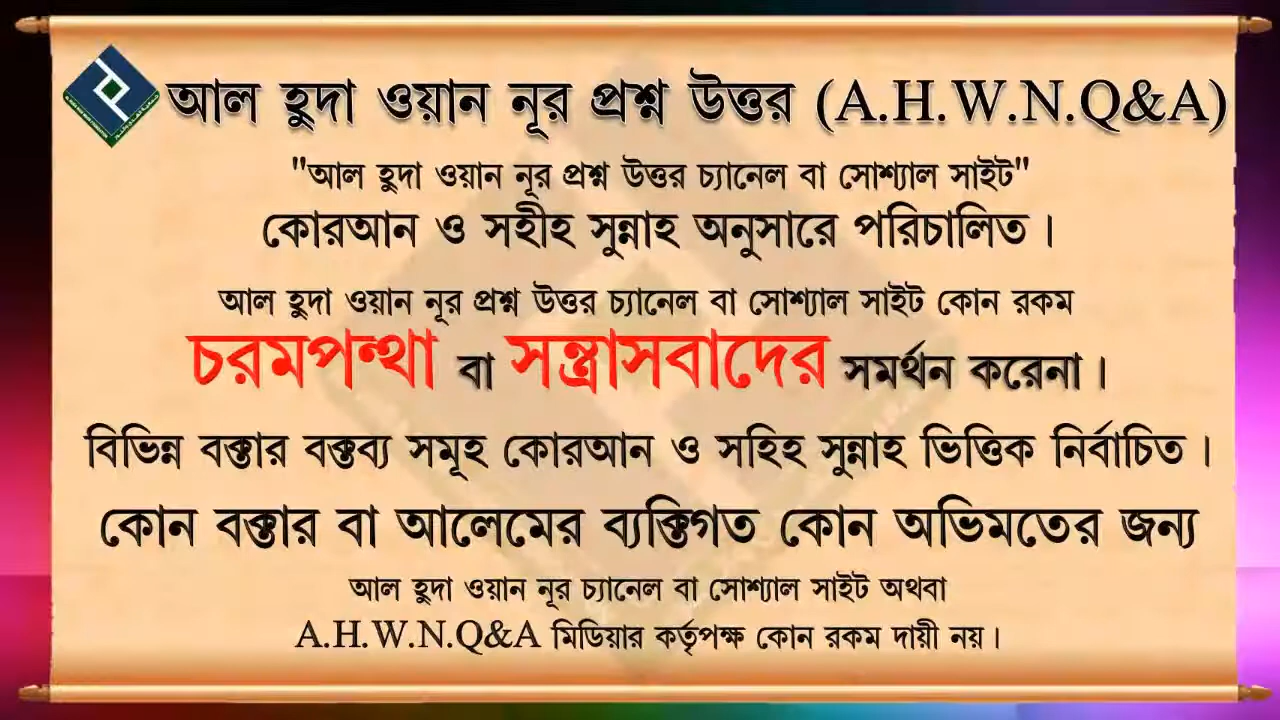 আল হুদা ওয়ান নূর প্রশ্ন উত্তর (A.H.W.N.Q&A)
"আল হুদা ওয়ান নূর প্রশ্ন উত্তর চ্যানেল বা সোশ্যাল সাইট"
কোরআন ও সহীহ সুন্নাহ অনুসারে পরিচালিত।
আল হুদা ওয়ান নূর প্রশ্ন উত্তর চ্যানেল বা সোশ্যাল সাইট কোন রকম
চরমপন্থা বা সন্ত্রাসবাদের সমর্থন করেনা।
বিভিন্ন বক্তার বক্তব্য সমূহ কোরআন ও সহিহ সুন্নাহ ভিত্তিক নির্বাচিত।
কোন বক্তার বা আলেমের ব্যক্তিগত কোন অভিমতের জন্য
আল হুদা ওয়ান নূর চ্যানেল বা সোশ্যাল সাইট অথবা
A.H.W.N.Q&A মিডিয়ার কর্তৃপক্ষ কোন রকম দায়ী নয়।